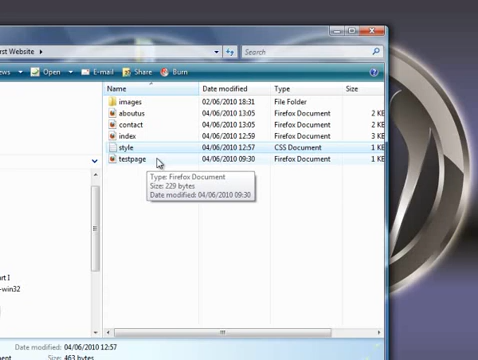 rst Website
Search
ews Open E-mail Share Burn
Name Date modified Type Size
images 02/06/2010 18:31 File Folder
aboutus 04/06/2010 13:05 Firefox Document 2 KB
contact 04/06/2010 13:05 Firefox Document 2 KB
index 04/06/2010 12:59 Firefox Document 3 KB
style 04/06/2010 12:57 CSS Document 1 KB
testpage 04/06/2010 09:30 Firefox Document 1 KB
Type: Firefox Document
Size: 229 bytes
Date modified: 04/06/2010 09:30
art I
-win32
Date modified: 04/06/2010 12:57
ment Size: 463 bytes